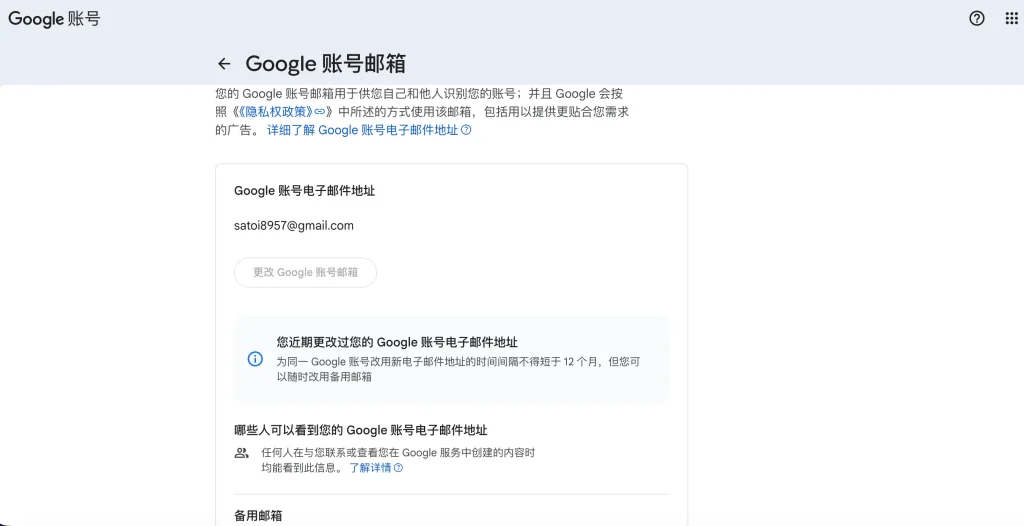 Google 账号
Google 账号邮箱
您的 Google 账号邮箱用于供您自己和他人识别您的账号；并且 Google 会按
照《《隐私权政策》》中所述的方式使用该邮箱，包括用以提供更贴合您需求
的广告。 详细了解 Google 账号电子邮件地址
Google 账号电子邮件地址
satoi8957@gmail.com
更改 Google 账号邮箱
您近期更改过您的 Google 账号电子邮件地址
为同一 Google 账号改用新电子邮件地址的时间间隔不得短于 12 个月，但您可
以随时改用备用邮箱
哪些人可以看到您的 Google 账号电子邮件地址
任何人在与您联系或查看您在 Google 服务中创建的内容时
均能看到此信息。 了解详情
备用邮箱